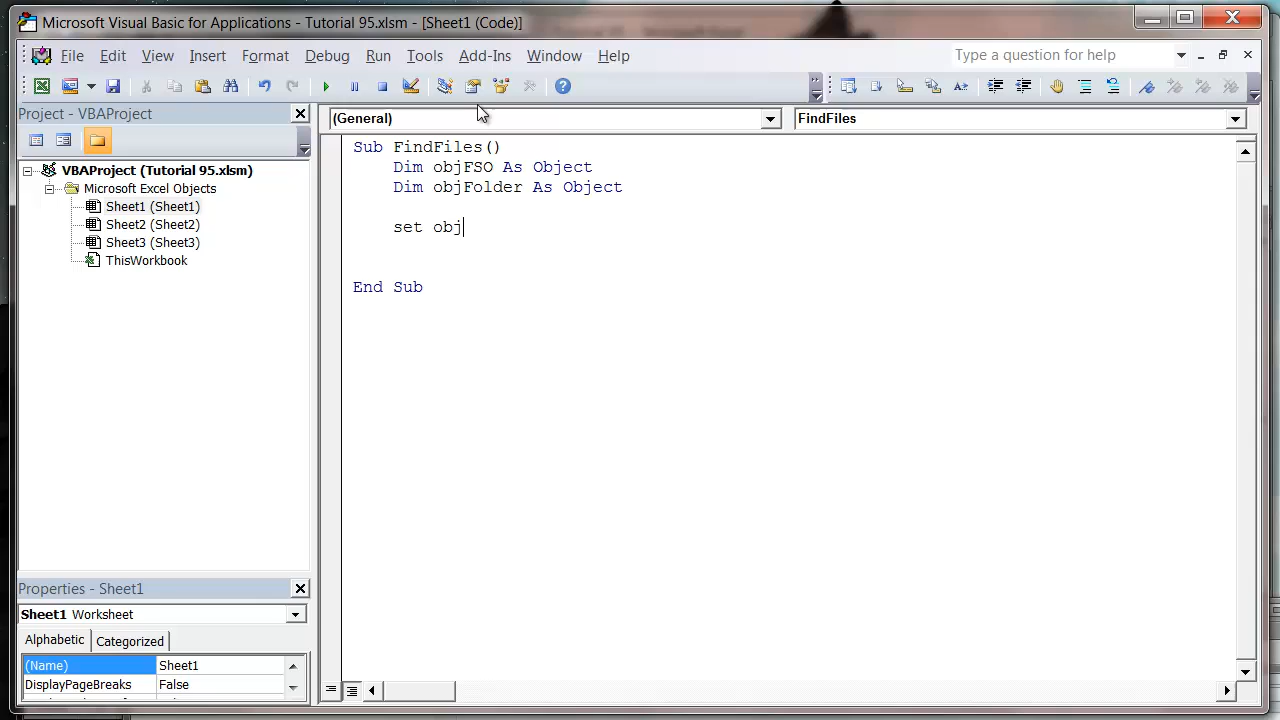 Microsoft Visual Basic for Applications - Tutorial 95.xlsm - [Sheet1 (Code)]
File Edit View Insert Format Debug Run Tools Add-Ins Window Help Type a question for help
Project - VBAProject
(General) FindFiles
VBAProject (Tutorial 95.xlsm)
Microsoft Excel Objects
Sheet1 (Sheet1)
Sheet2 (Sheet2)
Sheet3 (Sheet3)
ThisWorkbook
Sub FindFiles()
Dim objFSO As Object
Dim objFolder As Object
set obj
End Sub
Properties - Sheet1
Sheet1 Worksheet
Alphabetic Categorized
(Name) Sheet1
DisplayPageBreaks False